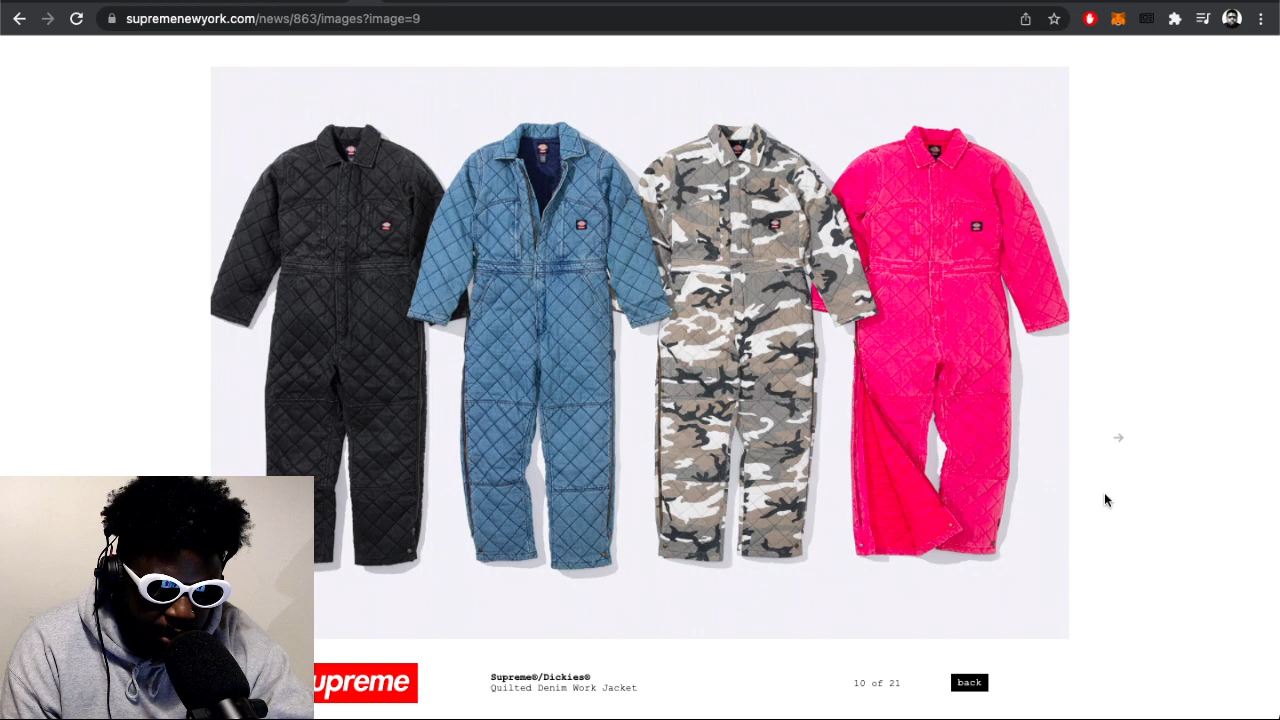 supremenewyork.com/news/863/images?image=9
upreme
Supreme®/Dickies®
Quilted Denim Work Jacket
10 of 21
back